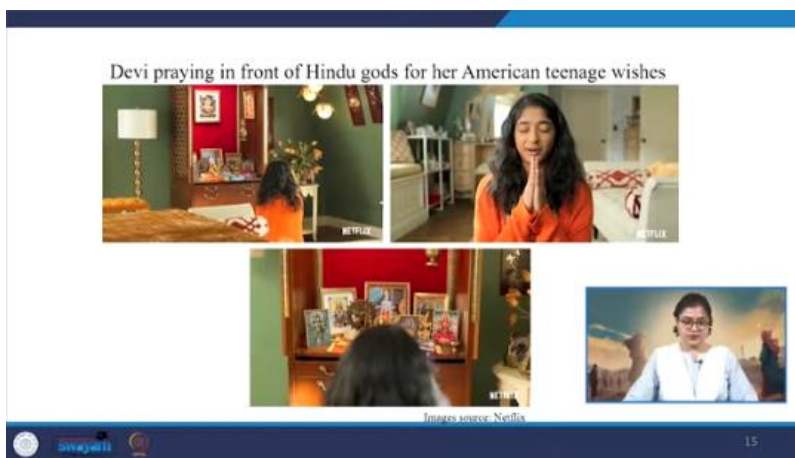 Devi praying in front of Hindu gods for her American teenage wishes
NETFLIX
NETFLIX
NETFLIX
Images source: Netflix
swayam
15